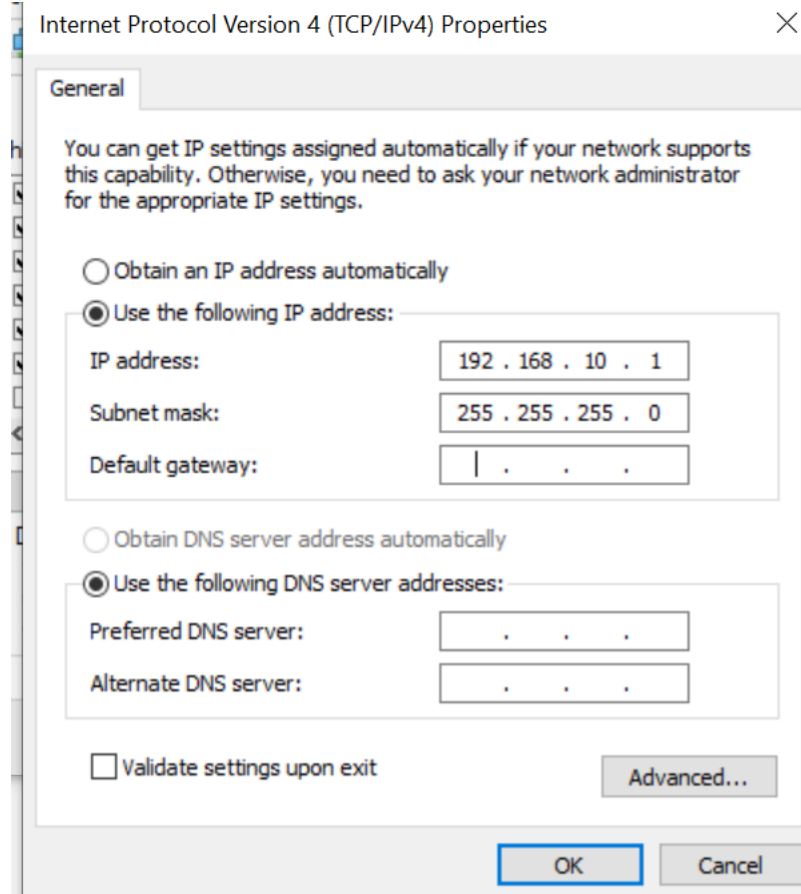 Internet Protocol Version 4 (TCP/IPv4) Properties
General
You can get IP settings assigned automatically if your network supports
this capability. Otherwise, you need to ask your network administrator
for the appropriate IP settings.
Obtain an IP address automatically
Use the following IP address:
IP address: 192 . 168 . 10 . 1
Subnet mask: 255 . 255 . 255 . 0
Default gateway: . . .
Obtain DNS server address automatically
Use the following DNS server addresses:
Preferred DNS server: . . .
Alternate DNS server: . . .
Validate settings upon exit
Advanced...
OK Cancel